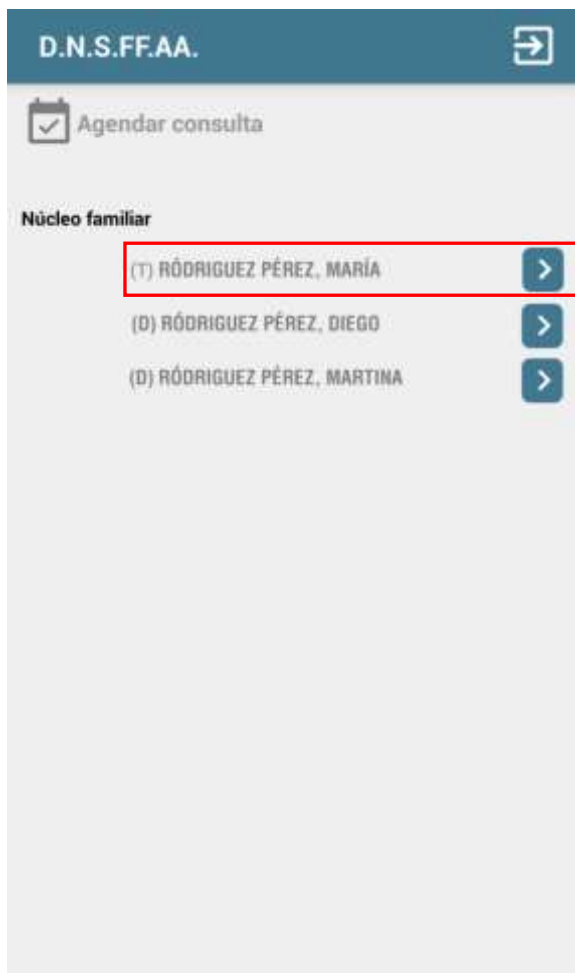 D.N.S.FF.AA.
Agendar consulta
Núcleo familiar
(T) RÓDRIGUEZ PÉREZ, MARÍA
(D) RÓDRIGUEZ PÉREZ, DIEGO
(D) RÓDRIGUEZ PÉREZ, MARTINA